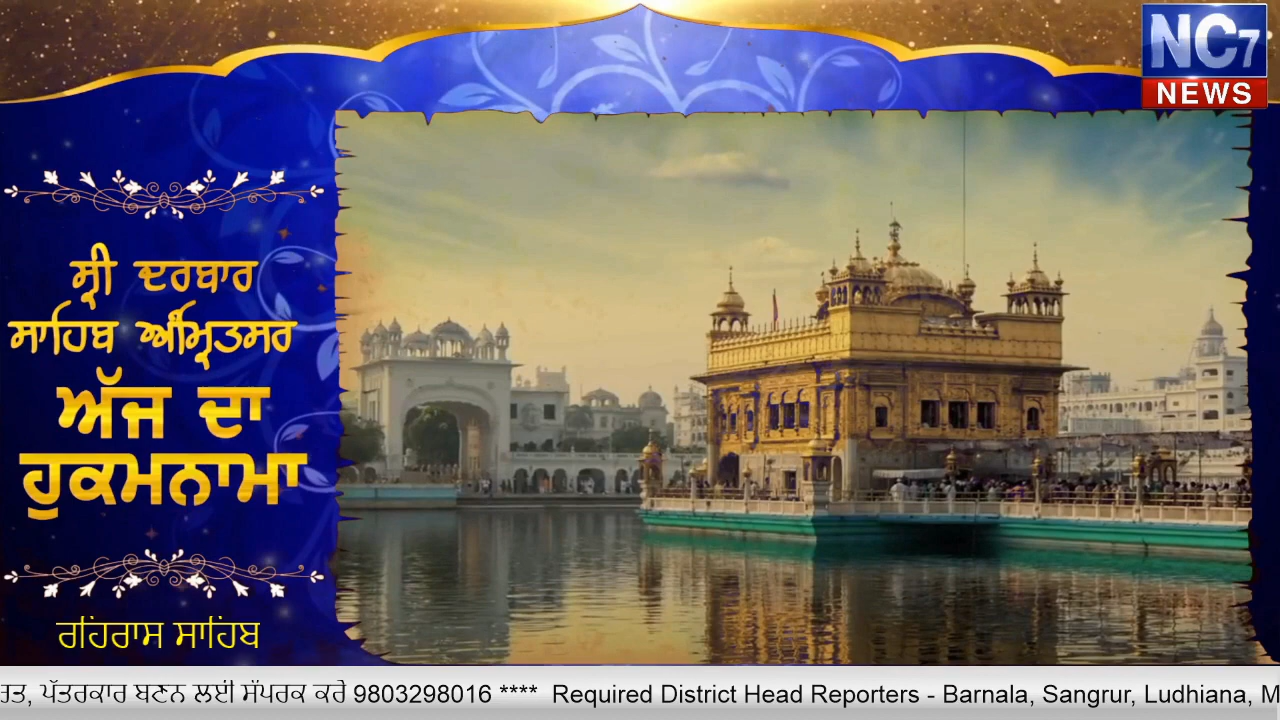 NC7
NEWS
ਸ਼੍ਰੀ ਦਰਬਾਰ
ਸਾਹਿਬ ਅੰਮ੍ਰਿਤਸਰ
ਅੱਜ ਦਾ
ਹੁਕਮਨਾਮਾ
ਰਹਿਰਾਸ ਸਾਹਿਬ
ਪੱਤਰਕਾਰ ਬਣਨ ਲਈ ਸੰਪਰਕ ਕਰੋ 9803298016 **** Required District Head Reporters - Barnala, Sangrur, Ludhiana,